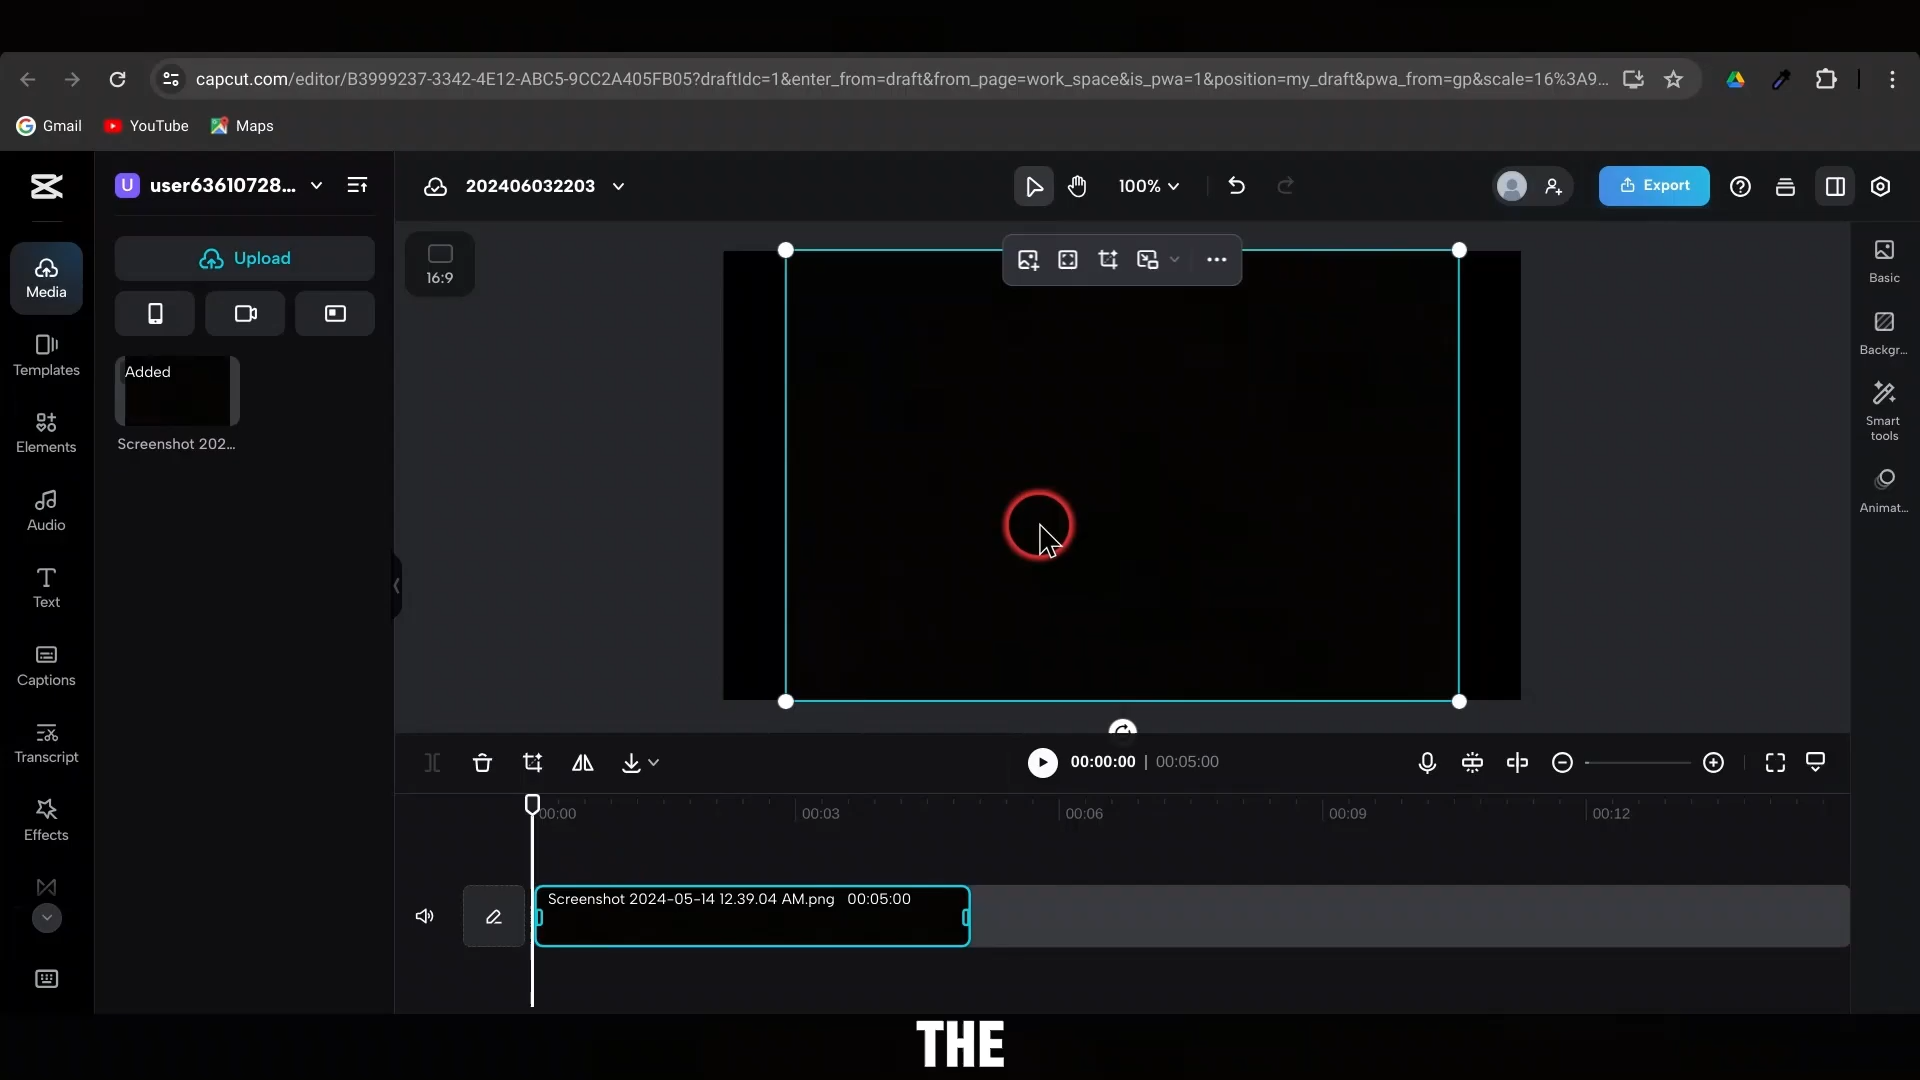 capcut.com/editor/B3999237-3342-4E12-ABC5-9CC2A405FB05?draftIdc=1&enter_from=draft&from_page=work_space&is_pwa=1&position=my_draft&pwa_from=gp&scale=16%3A9...
Gmail YouTube Maps
U user63610728...
202406032203
100%
Export
Upload
16:9
Media
Added
Screenshot 202...
Templates
Elements
Audio
Text
Captions
Transcript
Effects
Basic
Backgr...
Smart
tools
Animat...
00:00:00 | 00:05:00
00:00 00:03 00:06 00:09 00:12
Screenshot 2024-05-14 12.39.04 AM.png 00:05:00
THE